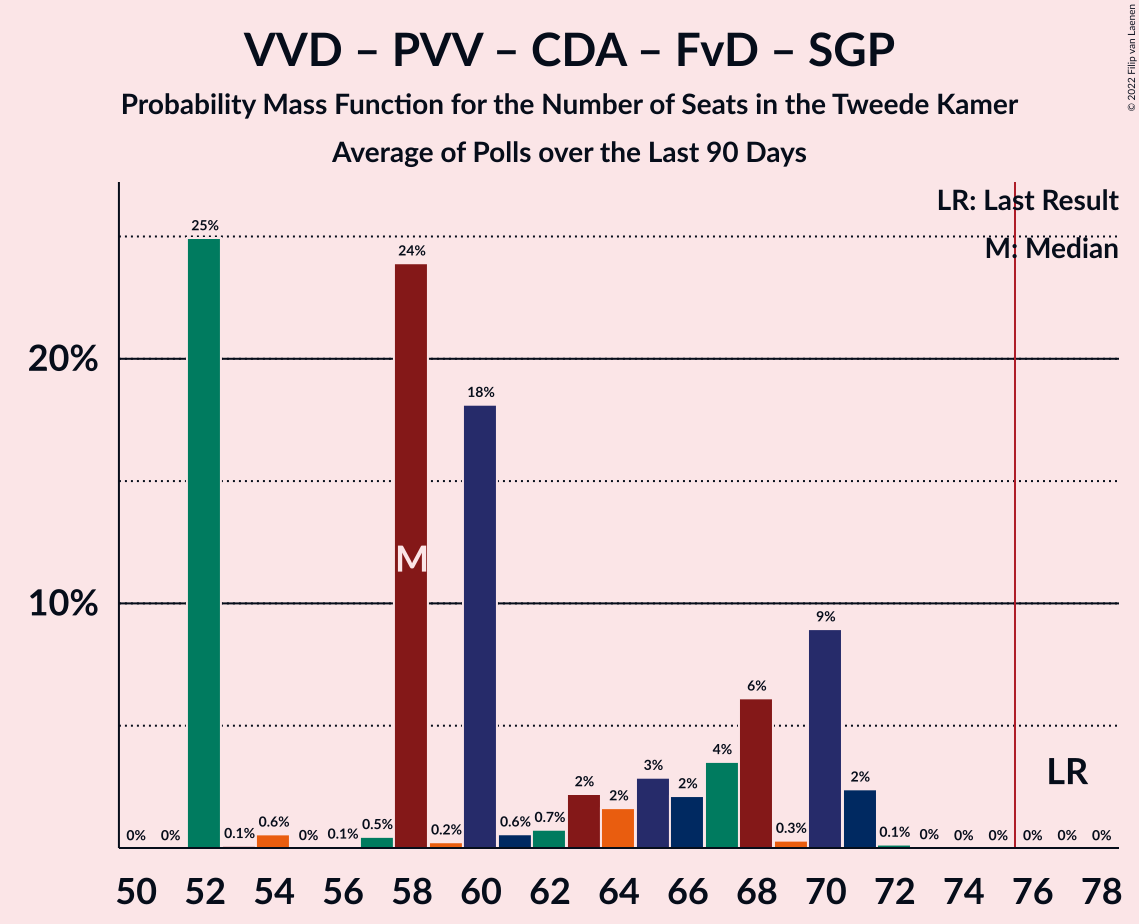 VVD – PVV – CDA – FvD – SGP
Probability Mass Function for the Number of Seats in the Tweede Kamer
Average of Polls over the Last 90 Days
© 2022 Filip van Laenen
LR: Last Result
M: Median
20%
10%
0% 0% 25% 0.1% 0.6% 0% 0.1% 0.5% 24% 0.2% 18% 0.6% 0.7% 2% 2% 3% 2% 4% 6% 0.3% 9% 2% 0.1% 0% 0% 0% 0% 0% 0%
M
LR
50 52 54 56 58 60 62 64 66 68 70 72 74 76 78